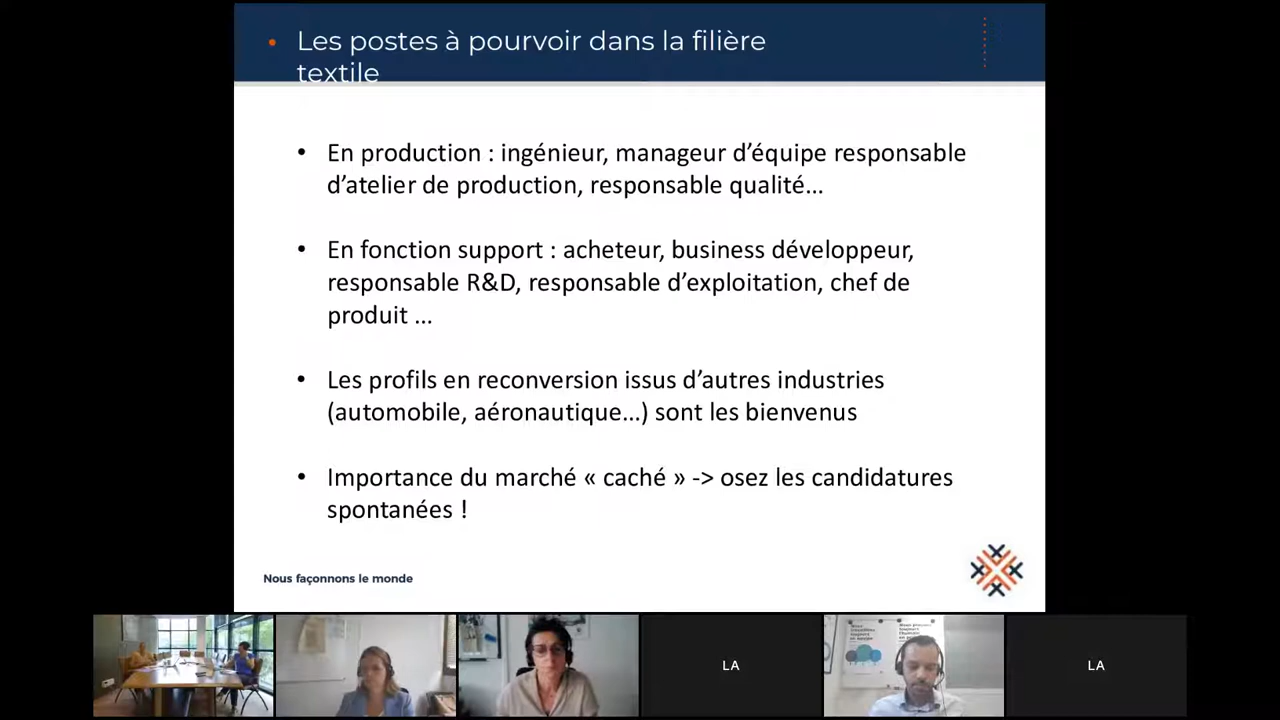 Les postes à pourvoir dans la filière
textile
• En production : ingénieur, manageur d’équipe responsable
d’atelier de production, responsable qualité...
• En fonction support : acheteur, business développeur,
responsable R&D, responsable d’exploitation, chef de
produit ...
• Les profils en reconversion issus d’autres industries
(automobile, aéronautique...) sont les bienvenus
• Importance du marché « caché » -> osez les candidatures
spontanées !
Nous façonnons le monde
LA
LA